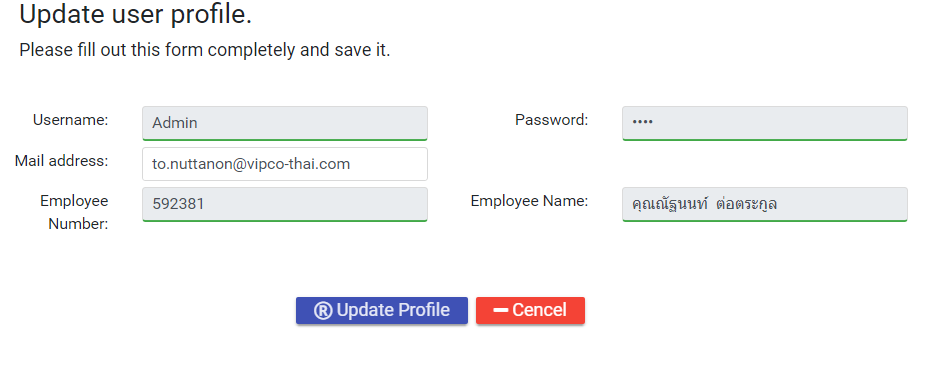 Update user profile.
Please fill out this form completely and save it.
Username: Admin Password: ••••
Mail address: to.nuttanon@vipco-thai.com
Employee Number: 592381 Employee Name: คุณณัฐนนท์ ต่อตระกูล
® Update Profile Cencel